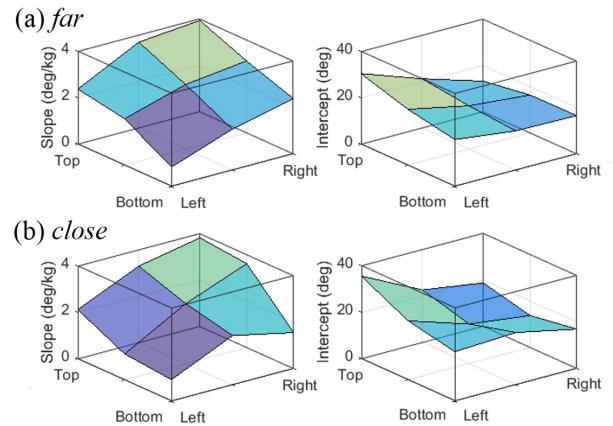 (a) far
Slope (deg/kg)
4
2
0
Top
Bottom
Left
Right
Intercept (deg)
40
20
0
Top
Bottom
Left
Right
(b) close
Slope (deg/kg)
4
2
0
Top
Bottom
Left
Right
Intercept (deg)
40
20
0
Top
Bottom
Left
Right